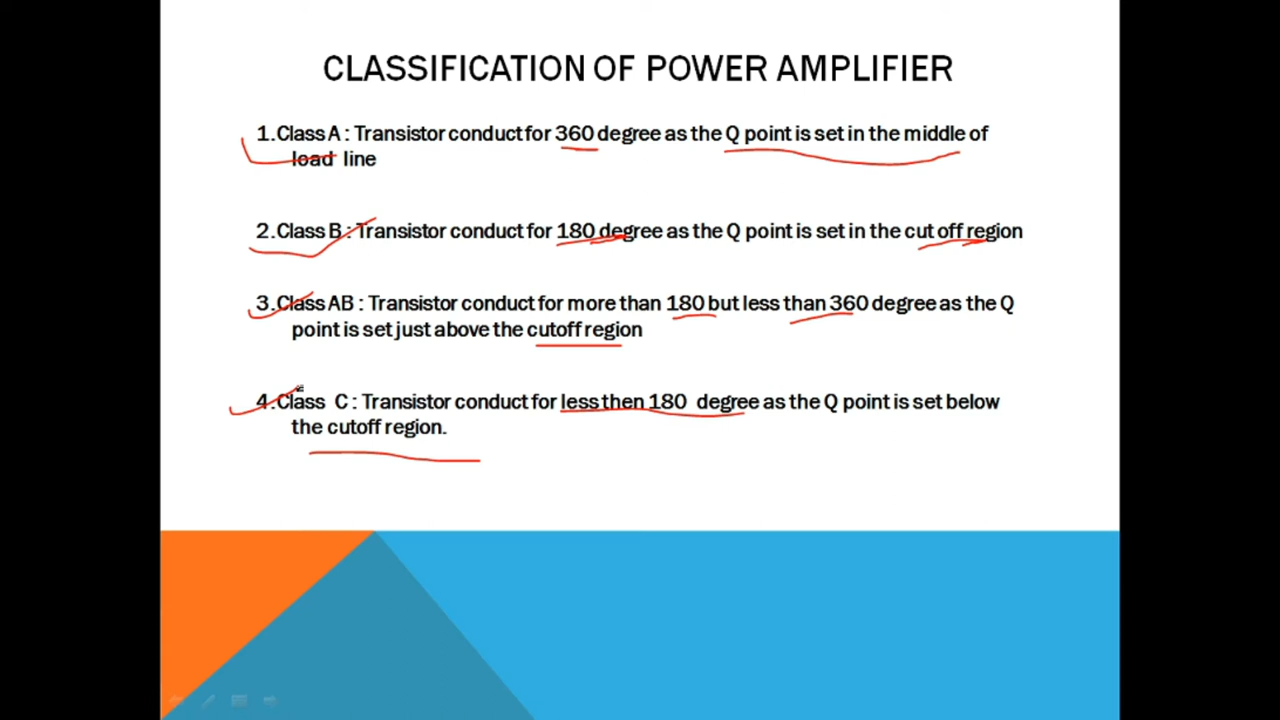 CLASSIFICATION OF POWER AMPLIFIER
1.Class A : Transistor conduct for 360 degree as the Q point is set in the middle of
load line
2.Class B : Transistor conduct for 180 degree as the Q point is set in the cut off region
3.Class AB : Transistor conduct for more than 180 but less than 360 degree as the Q
point is set just above the cutoff region
4.Class C : Transistor conduct for less then 180 degree as the Q point is set below
the cutoff region.